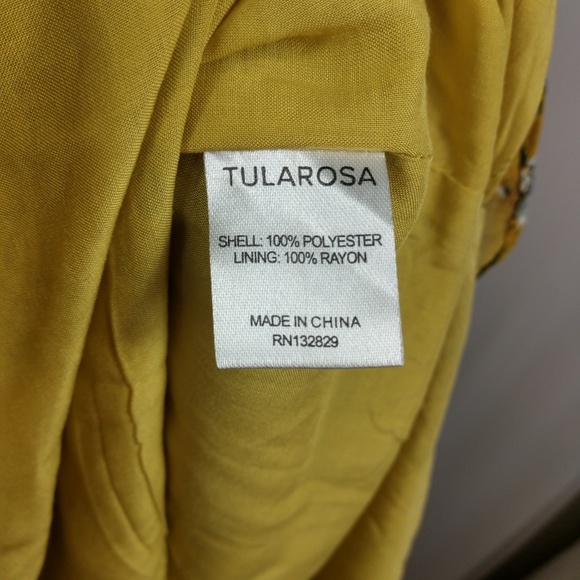 TULAROSA
SHELL: 100% POLYESTER
LINING: 100% RAYON
MADE IN CHINA
RN132829